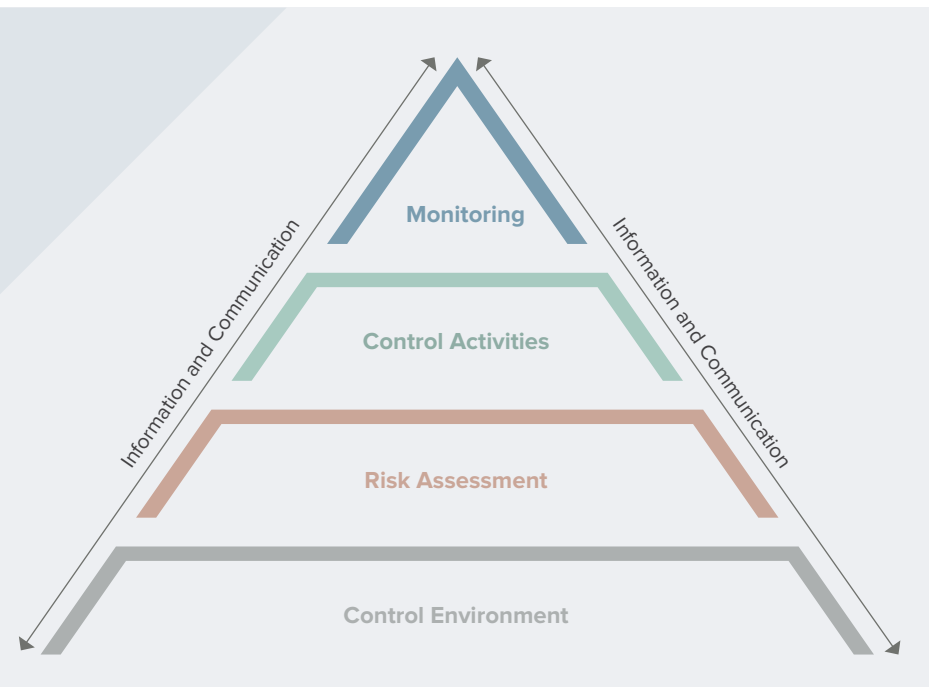 Information and Communication
Information and Communication
Monitoring
Control Activities
Risk Assessment
Control Environment